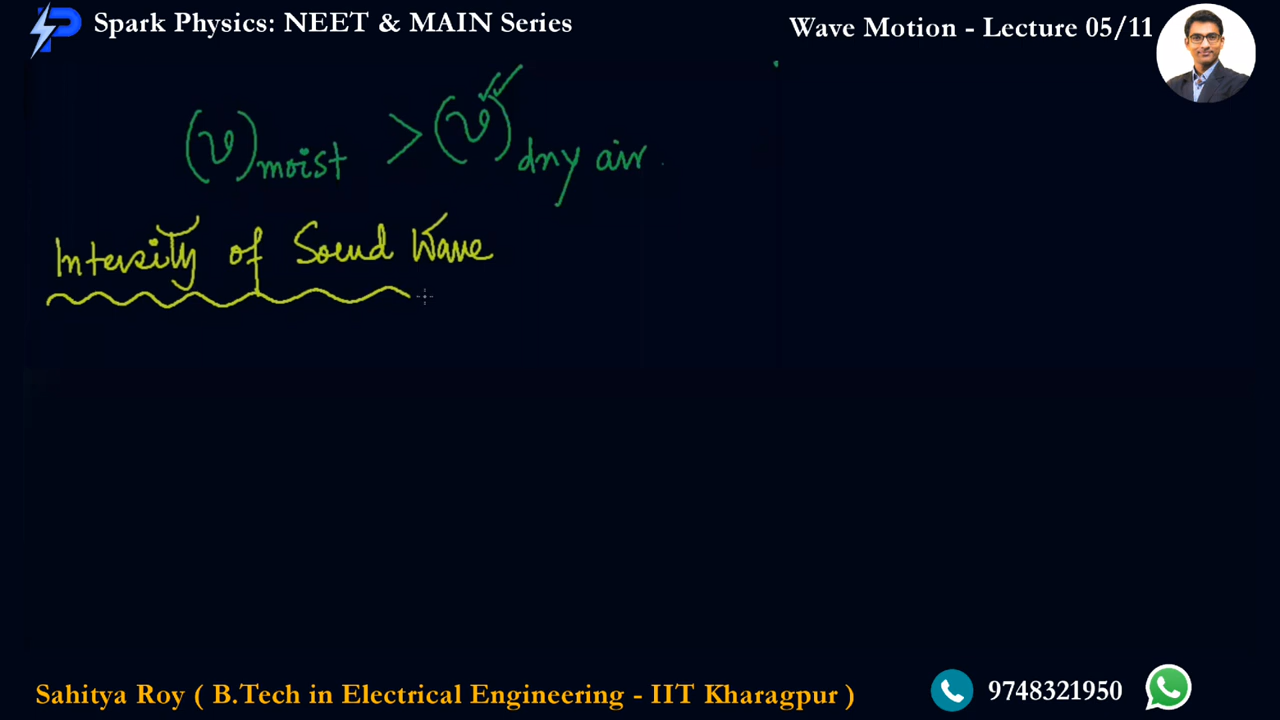 Spark Physics: NEET & MAIN Series
Wave Motion - Lecture 05/11
(v)moist > (v)dry air
Intensity of Sound Wave
Sahitya Roy ( B.Tech in Electrical Engineering - IIT Kharagpur )
9748321950